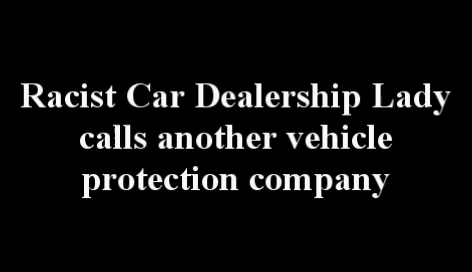 Racist Car Dealership Lady
calls another vehicle
protection company